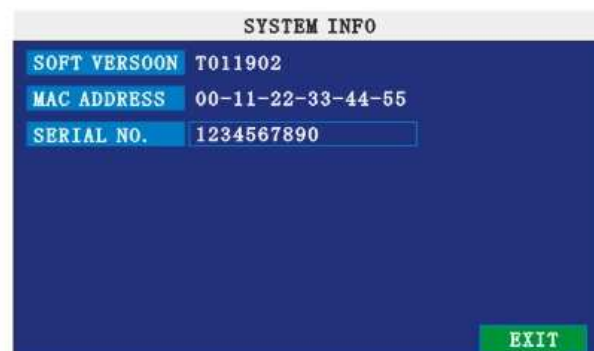 SYSTEM INFO
SOFT VERSOON T011902
MAC ADDRESS 00-11-22-33-44-55
SERIAL NO. 1234567890
EXIT